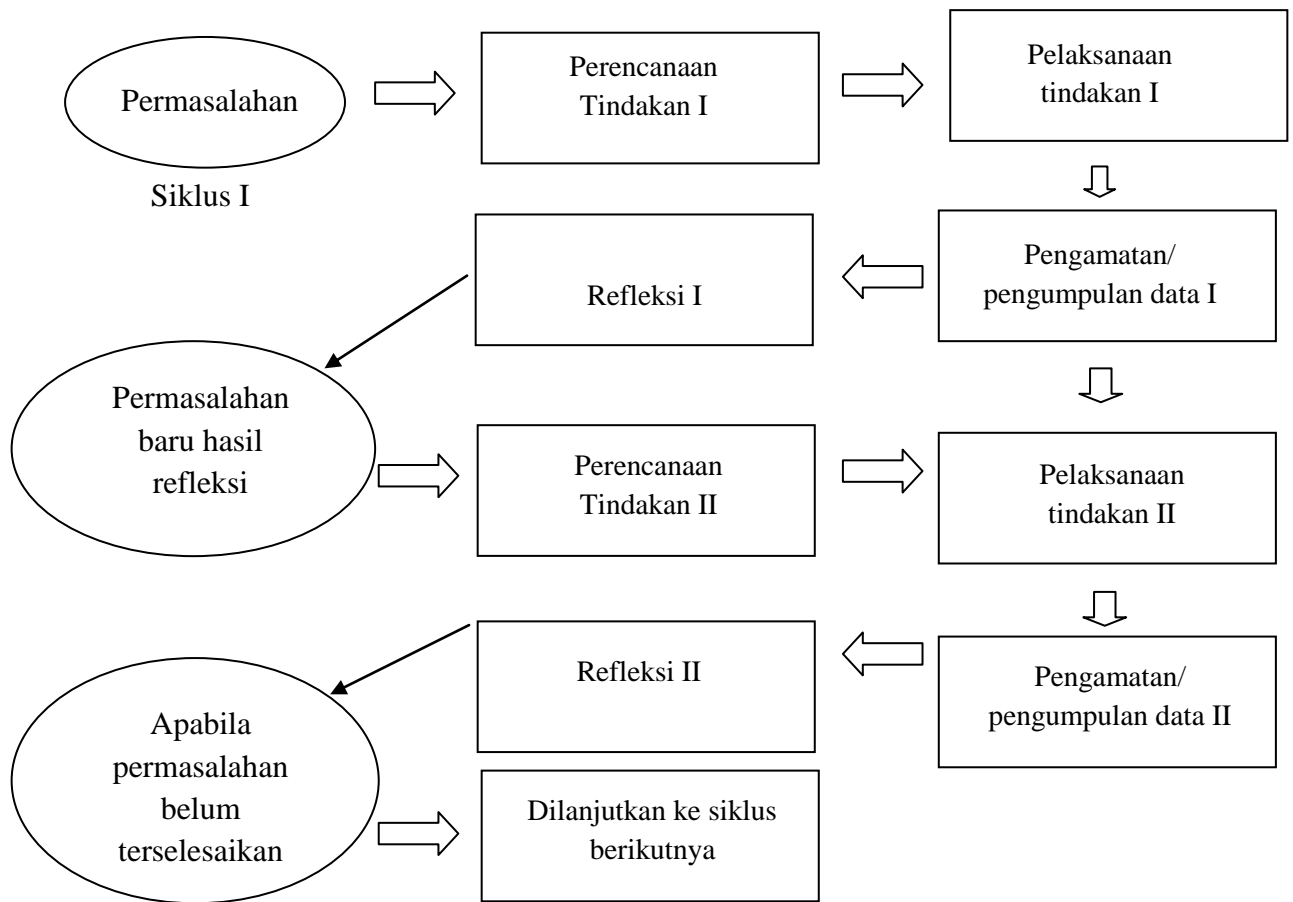 Permasalahan
Siklus I
Perencanaan
Tindakan I
Pelaksanaan
tindakan I
Refleksi I
Pengamatan/
pengumpulan data I
Permasalahan
baru hasil
refleksi
Perencanaan
Tindakan II
Pelaksanaan
tindakan II
Refleksi II
Pengamatan/
pengumpulan data II
Apabila
permasalahan
belum
terselesaikan
Dilanjutkan ke siklus
berikutnya